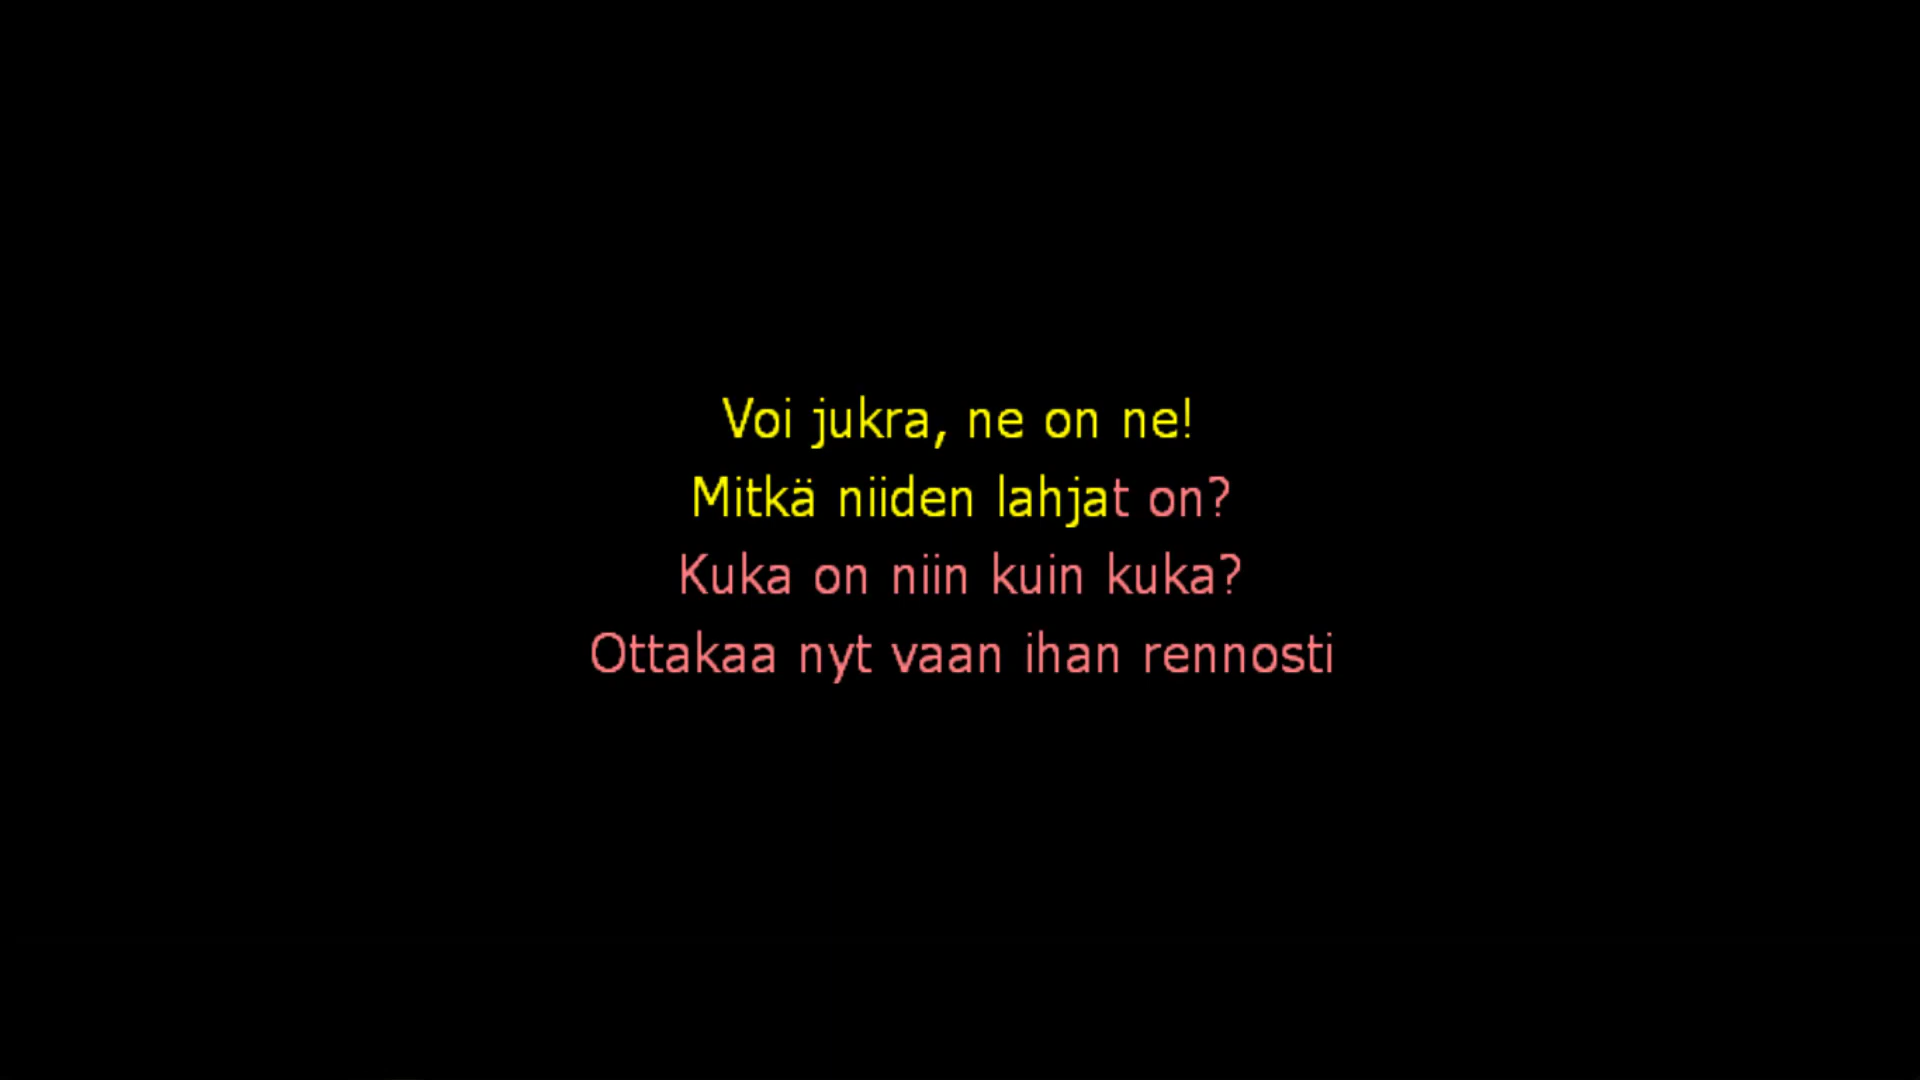 Voi jukra, ne on ne!
Mitkä niiden lahjat on?
Kuka on niin kuin kuka?
Ottakaa nyt vaan ihan rennosti